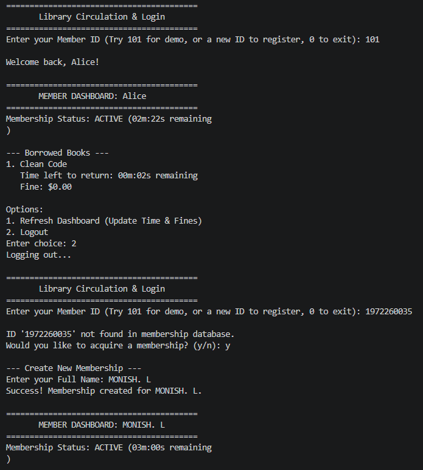 ========================================
Library Circulation & Login
========================================
Enter your Member ID (Try 101 for demo, or a new ID to register, 0 to exit): 101
Welcome back, Alice!
========================================
MEMBER DASHBOARD: Alice
========================================
Membership Status: ACTIVE (02m:22s remaining
)
--- Borrowed Books ---
1. Clean Code
Time left to return: 00m:02s remaining
Fine: $0.00
Options:
1. Refresh Dashboard (Update Time & Fines)
2. Logout
Enter choice: 2
Logging out...
========================================
Library Circulation & Login
========================================
Enter your Member ID (Try 101 for demo, or a new ID to register, 0 to exit): 1972260035
ID '1972260035' not found in membership database.
Would you like to acquire a membership? (y/n): y
--- Create New Membership ---
Enter your Full Name: MONISH. L
Success! Membership created for MONISH. L.
========================================
MEMBER DASHBOARD: MONISH. L
========================================
Membership Status: ACTIVE (03m:00s remaining
)